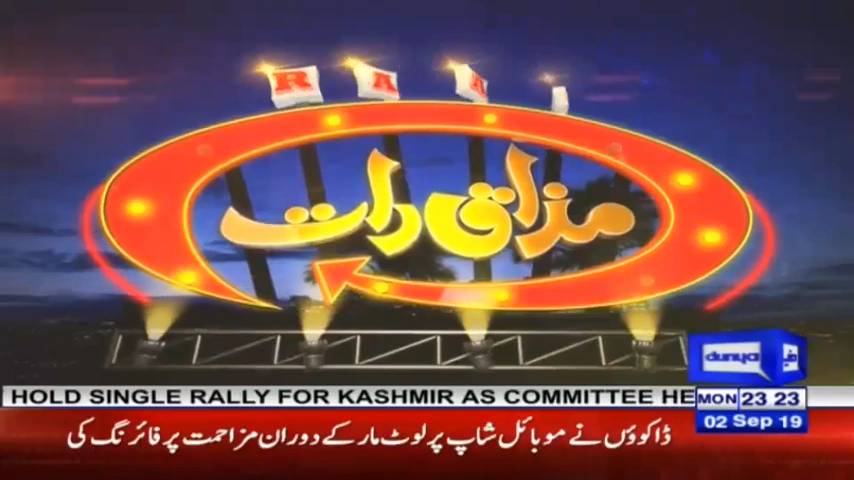 R A A
مذاق رات
dunya
HOLD SINGLE RALLY FOR KASHMIR AS COMMITTEE HE
MON 23 23
02 Sep 19
ڈاکوؤں نے موبائل شاپ پر لوٹ مار کے دوران مزاحمت پر فائرنگ کی